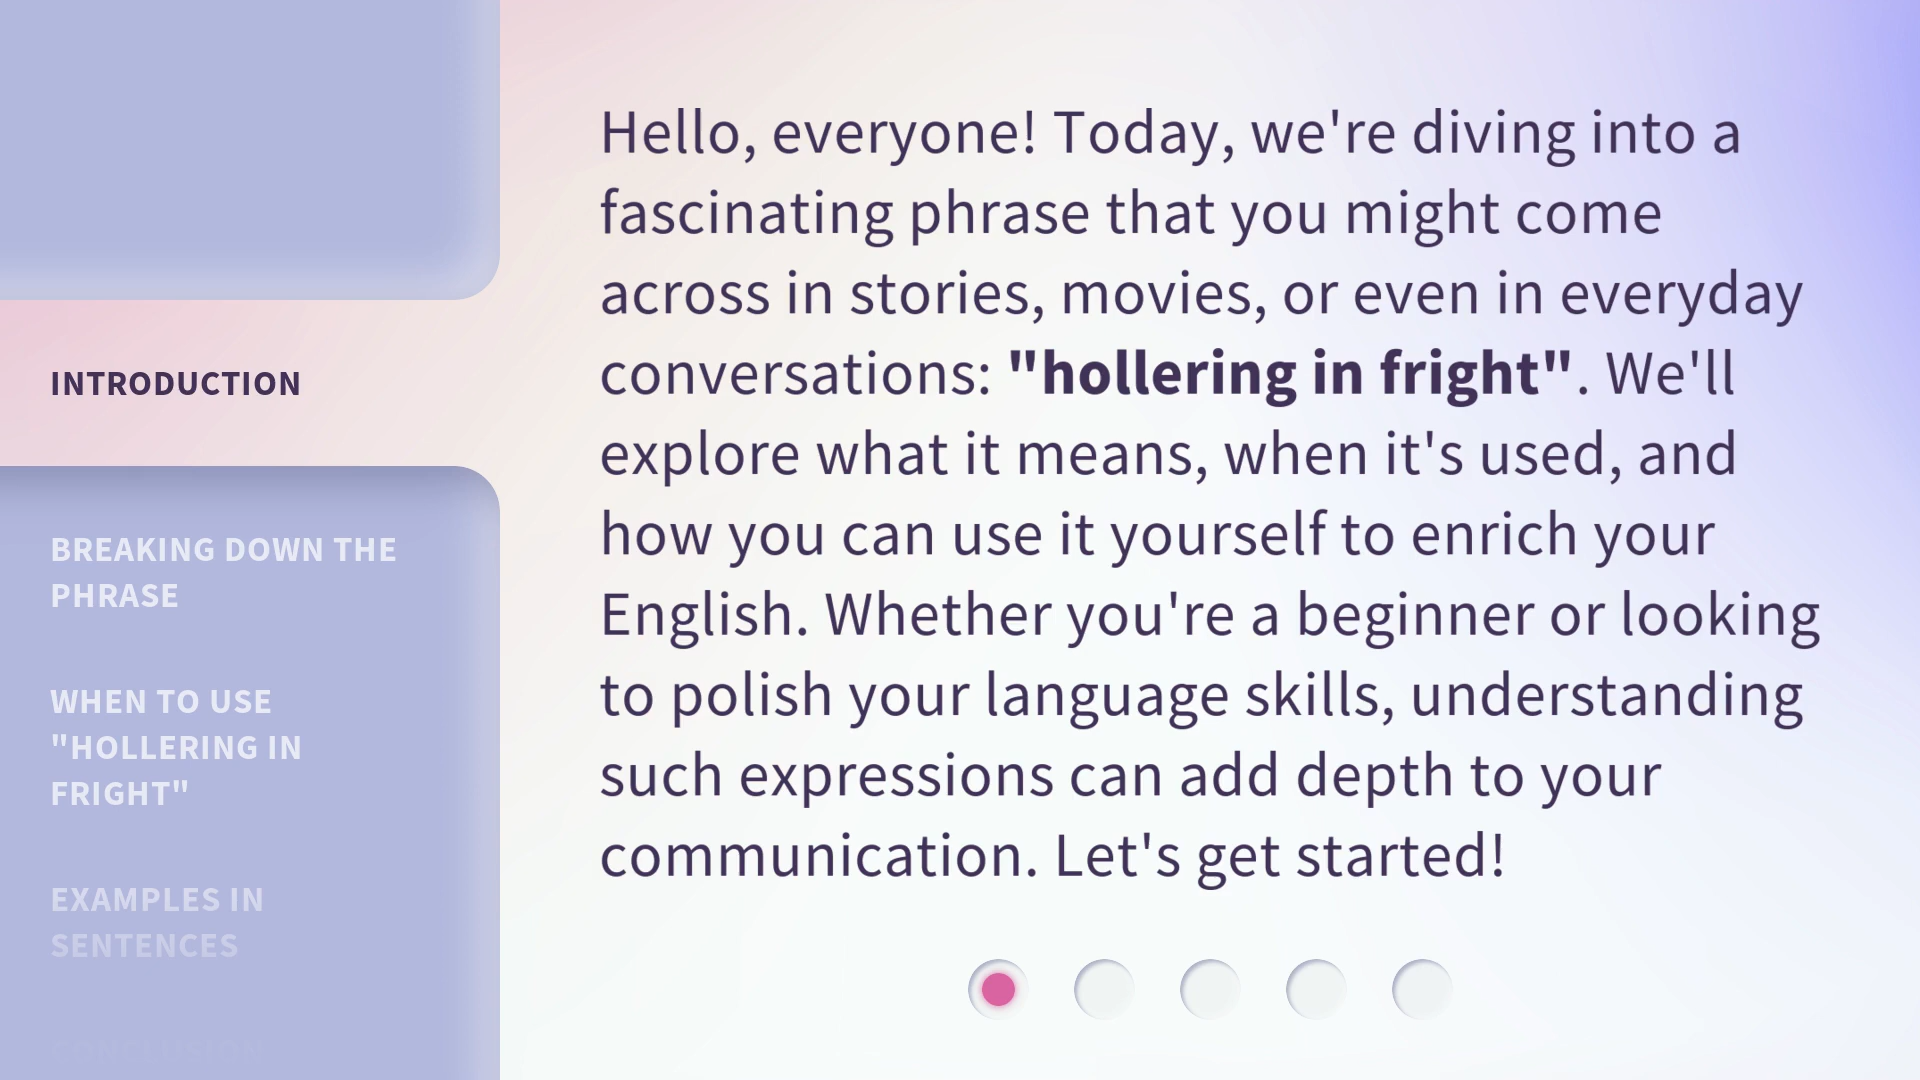 INTRODUCTION
BREAKING DOWN THE
PHRASE
WHEN TO USE
"HOLLERING IN
FRIGHT"
EXAMPLES IN
SENTENCES
CONCLUSION
Hello, everyone! Today, we're diving into a
fascinating phrase that you might come
across in stories, movies, or even in everyday
conversations: "hollering in fright". We'll
explore what it means, when it's used, and
how you can use it yourself to enrich your
English. Whether you're a beginner or looking
to polish your language skills, understanding
such expressions can add depth to your
communication. Let's get started!